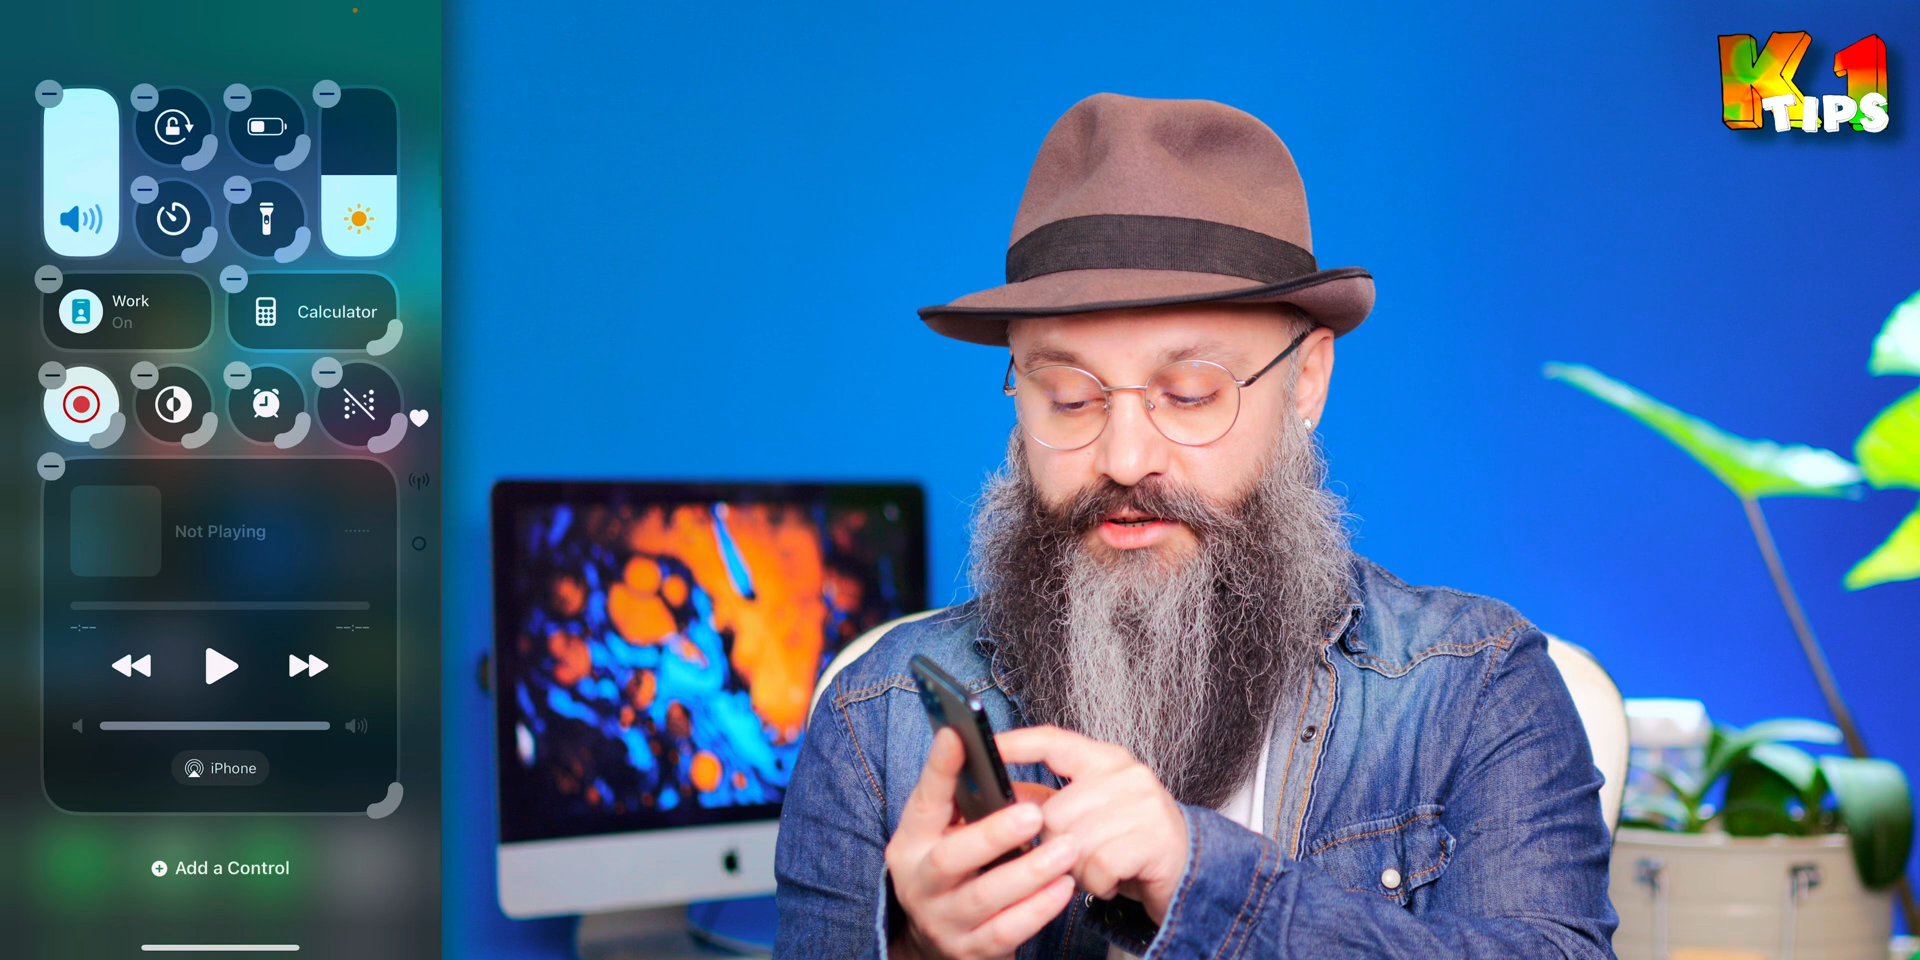 K1
TIPS
Work
On
Calculator
Not Playing
-:--
--:--
iPhone
Add a Control